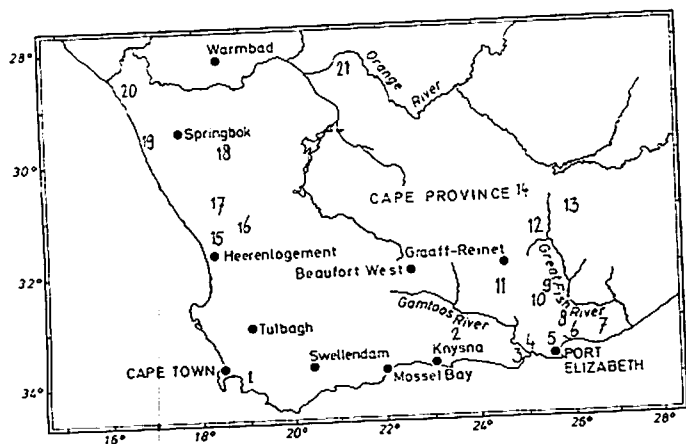 28°
Warmbad
21
Orange
River
20
19
Springbok
18
30°
17
16
15
CAPE PROVINCE 14
13
12
Heerenlogement
Graaff-Reinet
Beaufort West
11
Great Fish River
9
10
32°
Gamtoos River
2
8
6
7
Tulbagh
Knysna
3
4
5
PORT ELIZABETH
CAPE TOWN
1
Swellendam
Mossel Bay
34°
16°
18°
20°
22°
24°
26°
28°